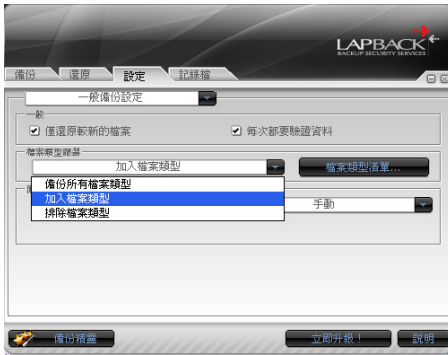 LAPBACK
BACKUP SECURITY SERVICES
備份 還原 設定 記錄檔
一般備份設定
一般
僅還原較新的檔案 每次都要驗證資料
檔案類型篩選
加入檔案類型 檔案類型清單...
備份所有檔案類型
加入檔案類型 手動
排除檔案類型
備份精靈 立即升級！ 說明